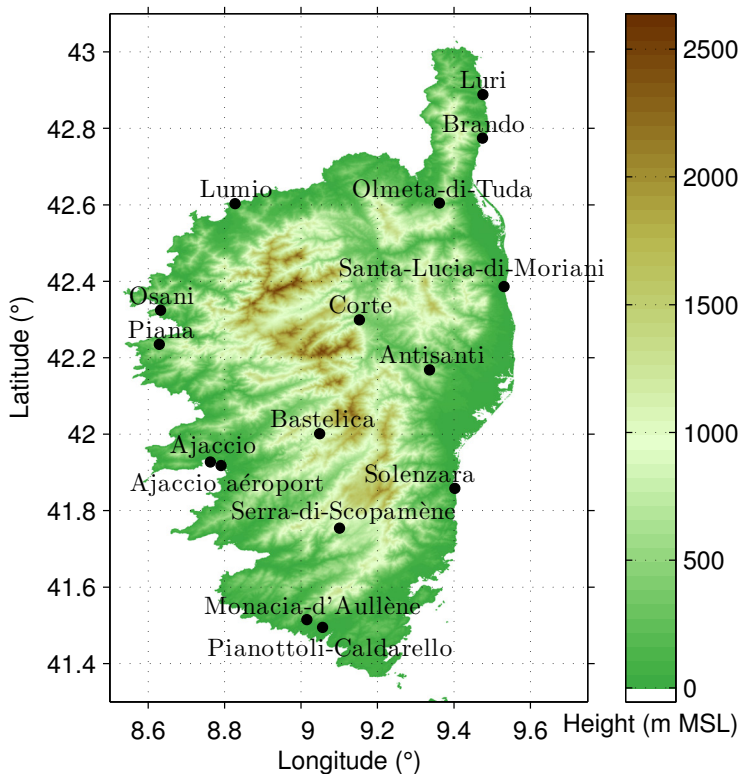 43
42.8
42.6
42.4
42.2
42
41.8
41.6
41.4
Latitude (°)
Luri
Brando
Lumio
Olmeta-di-Tuda
Santa-Lucia-di-Moriani
Osani
Corte
Piana
Antisanti
Bastelica
Ajaccio
Ajaccio aéroport
Solenzara
Serra-di-Scopamène
Monacia-d'Aullène
Pianottoli-Caldarello
8.6
8.8
9
9.2
9.4
9.6
Longitude (°)
2500
2000
1500
1000
500
0
Height (m MSL)